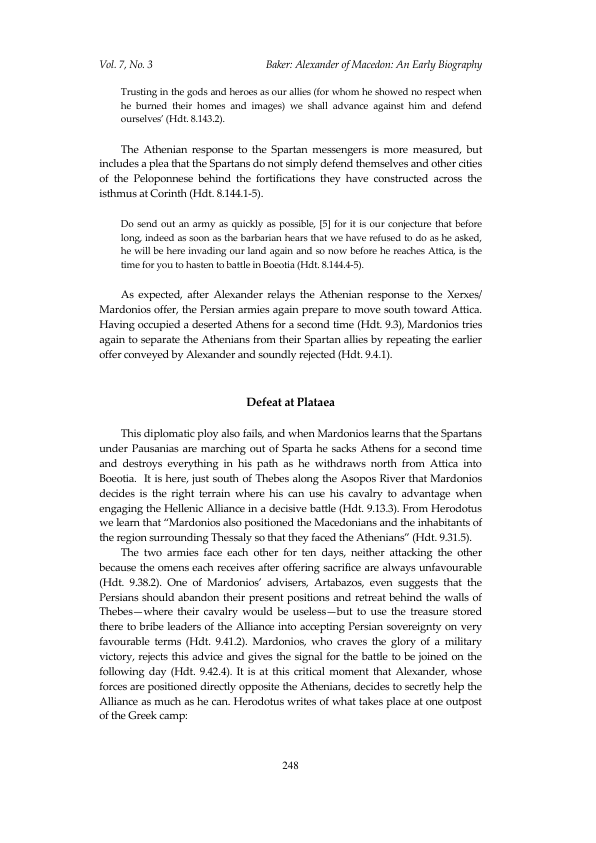 Vol. 7, No. 3 Baker: Alexander of Macedon: An Early Biography
Trusting in the gods and heroes as our allies (for whom he showed no respect when
he burned their homes and images) we shall advance against him and defend
ourselves’ (Hdt. 8.143.2).
The Athenian response to the Spartan messengers is more measured, but
includes a plea that the Spartans do not simply defend themselves and other cities
of the Peloponnese behind the fortifications they have constructed across the
isthmus at Corinth (Hdt. 8.144.1-5).
Do send out an army as quickly as possible, [5] for it is our conjecture that before
long, indeed as soon as the barbarian hears that we have refused to do as he asked,
he will be here invading our land again and so now before he reaches Attica, is the
time for you to hasten to battle in Boeotia (Hdt. 8.144.4-5).
As expected, after Alexander relays the Athenian response to the Xerxes/
Mardonios offer, the Persian armies again prepare to move south toward Attica.
Having occupied a deserted Athens for a second time (Hdt. 9.3), Mardonios tries
again to separate the Athenians from their Spartan allies by repeating the earlier
offer conveyed by Alexander and soundly rejected (Hdt. 9.4.1).
Defeat at Plataea
This diplomatic ploy also fails, and when Mardonios learns that the Spartans
under Pausanias are marching out of Sparta he sacks Athens for a second time
and destroys everything in his path as he withdraws north from Attica into
Boeotia. It is here, just south of Thebes along the Asopos River that Mardonios
decides is the right terrain where his can use his cavalry to advantage when
engaging the Hellenic Alliance in a decisive battle (Hdt. 9.13.3). From Herodotus
we learn that “Mardonios also positioned the Macedonians and the inhabitants of
the region surrounding Thessaly so that they faced the Athenians” (Hdt. 9.31.5).
The two armies face each other for ten days, neither attacking the other
because the omens each receives after offering sacrifice are always unfavourable
(Hdt. 9.38.2). One of Mardonios’ advisers, Artabazos, even suggests that the
Persians should abandon their present positions and retreat behind the walls of
Thebes—where their cavalry would be useless—but to use the treasure stored
there to bribe leaders of the Alliance into accepting Persian sovereignty on very
favourable terms (Hdt. 9.41.2). Mardonios, who craves the glory of a military
victory, rejects this advice and gives the signal for the battle to be joined on the
following day (Hdt. 9.42.4). It is at this critical moment that Alexander, whose
forces are positioned directly opposite the Athenians, decides to secretly help the
Alliance as much as he can. Herodotus writes of what takes place at one outpost
of the Greek camp:
248